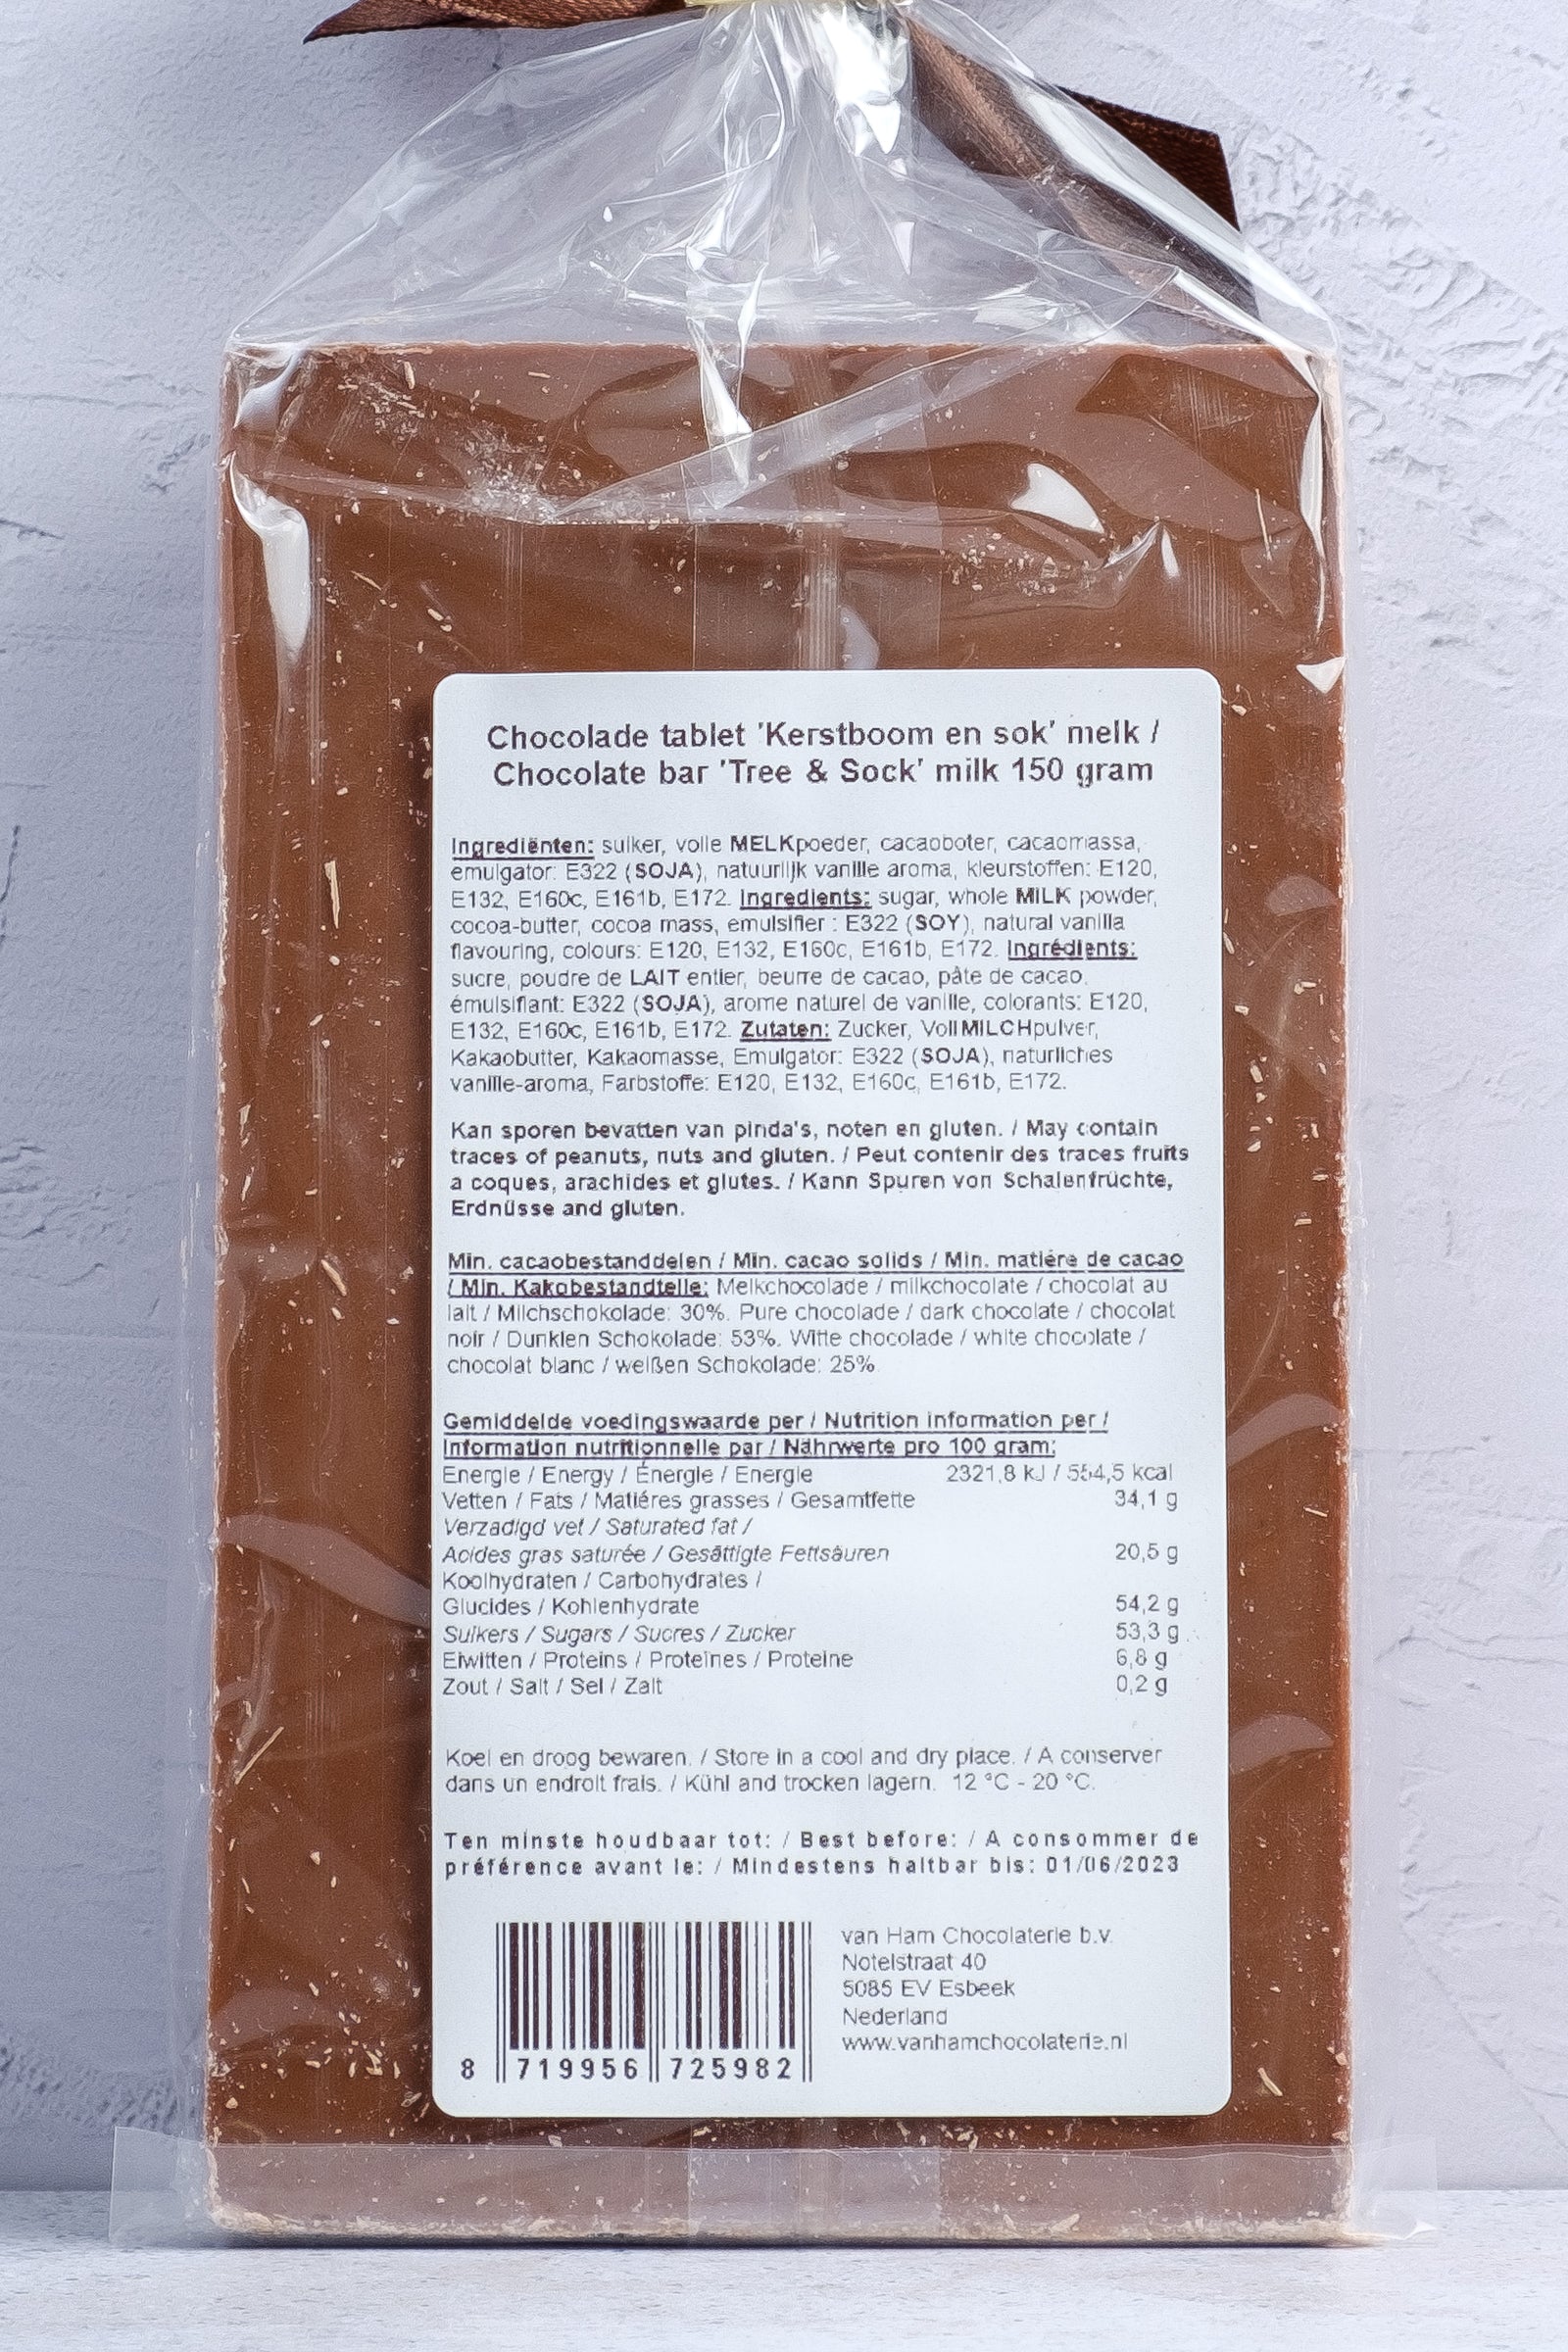 Chocolade tablet 'Kerstboom en sok' melk /
Chocolate bar 'Tree & Sock' milk 150 gram
Ingrediënten: suiker, volle MELKpoeder, cacaoboter, cacaomassa,
emulgator: E322 (SOJA), natuurlijk vanille aroma, kleurstoffen: E120,
E132, E160c, E161b, E172. Ingredients: sugar, whole MILK powder,
cocoa-butter, cocoa mass, emulsifier : E322 (SOY), natural vanilla
flavouring, colours: E120, E132, E160c, E161b, E172. Ingrédients:
sucre, poudre de LAIT entier, beurre de cacao, pâte de cacao,
émulsifiant: E322 (SOJA), arome naturel de vanille, colorants: E120,
E132, E160c, E161b, E172. Zutaten: Zucker, VollMILCHpulver,
Kakaobutter, Kakaomasse, Emulgator: E322 (SOJA), naturliches
vanille-aroma, Farbstoffe: E120, E132, E160c, E161b, E172.
Kan sporen bevatten van pinda's, noten en gluten. / May contain
traces of peanuts, nuts and gluten. / Peut contenir des traces fruits
a coques, arachides et glutes. / Kann Spuren von Schalenfrüchte,
Erdnüsse and gluten.
Min. cacaobestanddelen / Min. cacao solids / Min. matiére de cacao
/ Min. Kakobestandteile: Melkchocolade / milkchocolate / chocolat au
lait / Milchschokolade: 30%. Pure chocolade / dark chocolate / chocolat
noir / Dunklen Schokolade: 53%. Witte chocolade / white chocolate /
chocolat blanc / weißen Schokolade: 25%.
Gemiddelde voedingswaarde per / Nutrition information per /
Information nutritionnelle par / Nährwerte pro 100 gram:
Energie / Energy / Énergie / Energie 2321,8 kJ / 554,5 kcal
Vetten / Fats / Matiéres grasses / Gesamtfette 34,1 g
Verzadigd vet / Saturated fat /
Acides gras saturée / Gesättigte Fettsäuren 20,5 g
Koolhydraten / Carbohydrates /
Glucides / Kohlenhydrate 54,2 g
Suikers / Sugars / Sucres / Zucker 53,3 g
Eiwitten / Proteins / Proteïnes / Proteine 6,8 g
Zout / Salt / Sel / Zalt 0,2 g
Koel en droog bewaren. / Store in a cool and dry place. / A conserver
dans un endroit frais. / Kühl and trocken lagern. 12 °C - 20 °C.
Ten minste houdbaar tot: / Best before: / A consommer de
préférence avant le: / Mindestens haltbar bis: 01/06/2023
van Ham Chocolaterie b.v.
Notelstraat 40
5085 EV Esbeek
Nederland
www.vanhamchocolaterie.nl
8 719956 725982